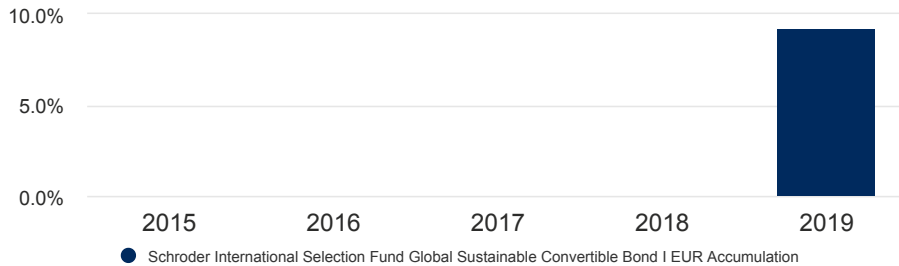 10.0%
5.0%
0.0%
2015 2016 2017 2018 2019
Schroder International Selection Fund Global Sustainable Convertible Bond I EUR Accumulation